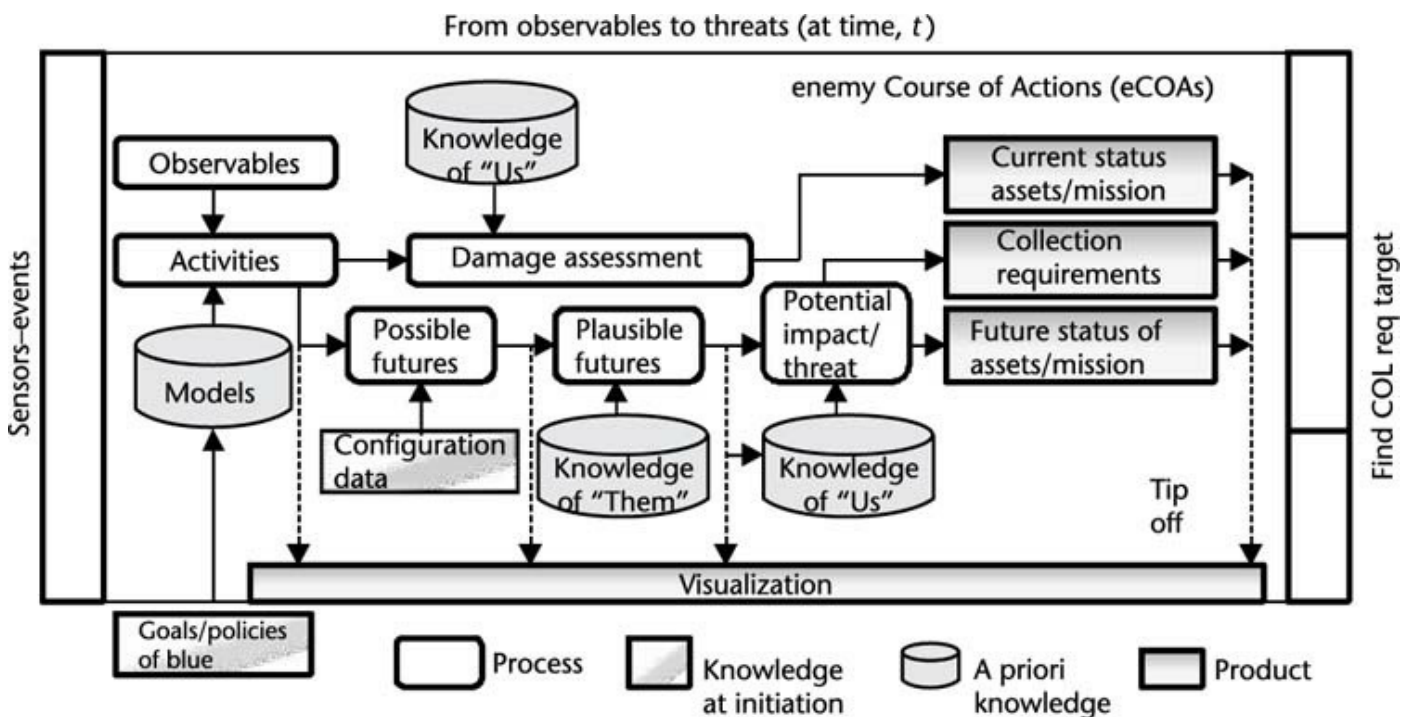 From observables to threats (at time, t)
enemy Course of Actions (eCOAs)
Sensors–events
Observables
Knowledge
of “Us”
Current status
assets/mission
Activities
Damage assessment
Collection
requirements
Models
Possible
futures
Plausible
futures
Potential
impact/
threat
Future status of
assets/mission
Configuration
data
Knowledge
of “Them”
Knowledge
of “Us”
Tip
off
Find COL req target
Visualization
Goals/policies
of blue
Process
Knowledge
at initiation
A priori
knowledge
Product